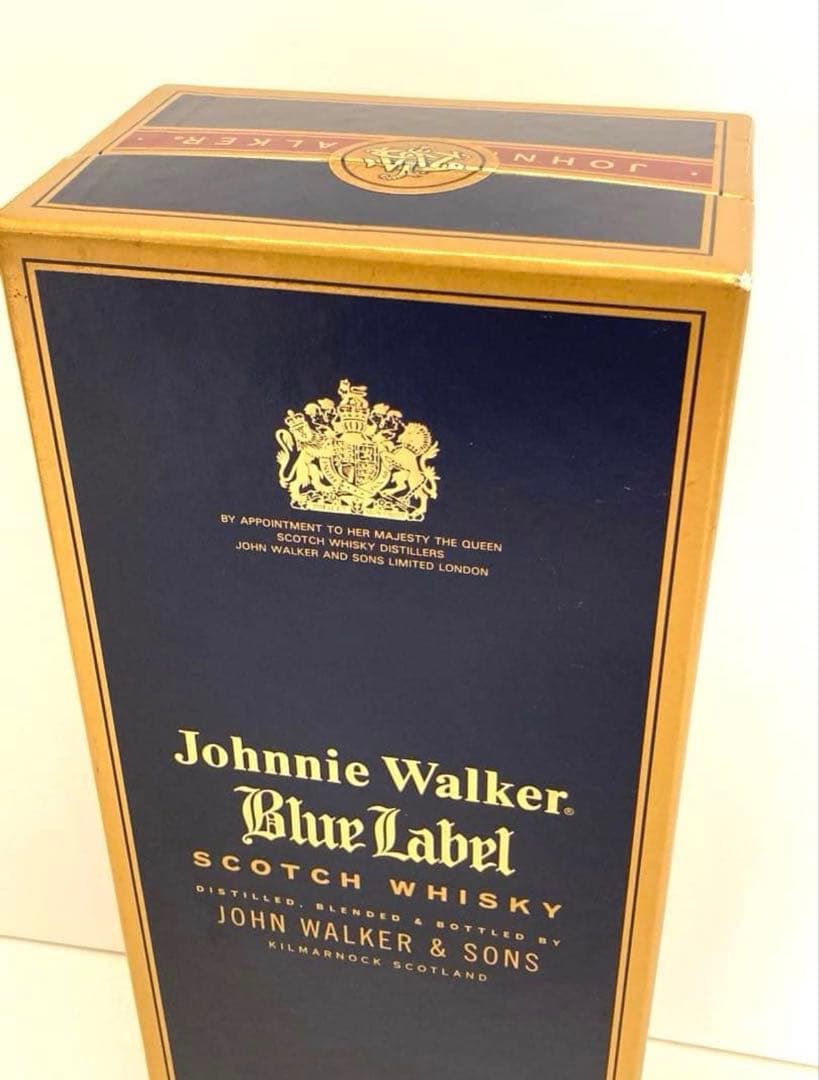 JOHN WALKER
BY APPOINTMENT TO HER MAJESTY THE QUEEN
SCOTCH WHISKY DISTILLERS
JOHN WALKER AND SONS LIMITED LONDON
Johnnie Walker®
Blue Label
SCOTCH WHISKY
DISTILLED, BLENDED & BOTTLED BY
JOHN WALKER & SONS
KILMARNOCK SCOTLAND